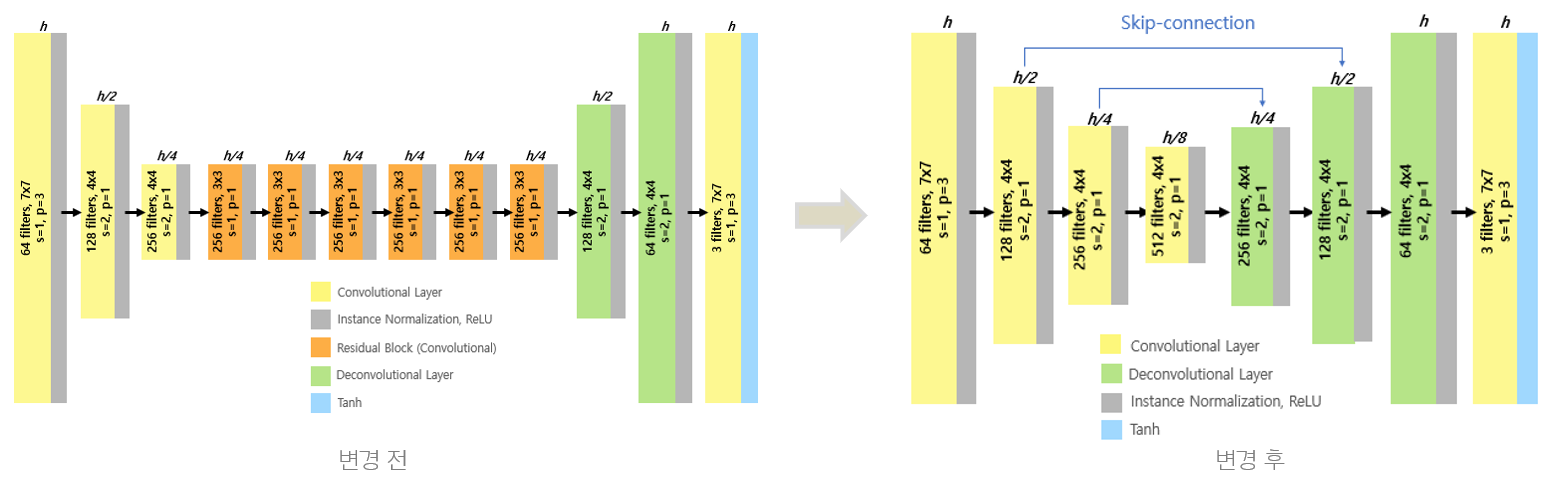 h
64 filters, 7x7
s=1, p=3
h/2
128 filters, 4x4
s=2, p=1
h/4
256 filters, 4x4
s=2, p=1
h/4
256 filters, 3x3
s=1, p=1
h/4
256 filters, 3x3
s=1, p=1
h/4
256 filters, 3x3
s=1, p=1
h/4
256 filters, 3x3
s=1, p=1
h/4
256 filters, 3x3
s=1, p=1
h/4
256 filters, 3x3
s=1, p=1
h/2
128 filters, 4x4
s=2, p=1
h
64 filters, 4x4
s=2, p=1
h
3 filters, 7x7
s=1, p=3
Convolutional Layer
Instance Normalization, ReLU
Residual Block (Convolutional)
Deconvolutional Layer
Tanh
변경 전
Skip-connection
h
64 filters, 7x7
s=1, p=3
h/2
128 filters, 4x4
s=2, p=1
h/4
256 filters, 4x4
s=2, p=1
h/8
512 filters, 4x4
s=2, p=1
h/4
256 filters, 4x4
s=2, p=1
h/2
128 filters, 4x4
s=2, p=1
h
64 filters, 4x4
s=2, p=1
h
3 filters, 7x7
s=1, p=3
Convolutional Layer
Deconvolutional Layer
Instance Normalization, ReLU
Tanh
변경 후